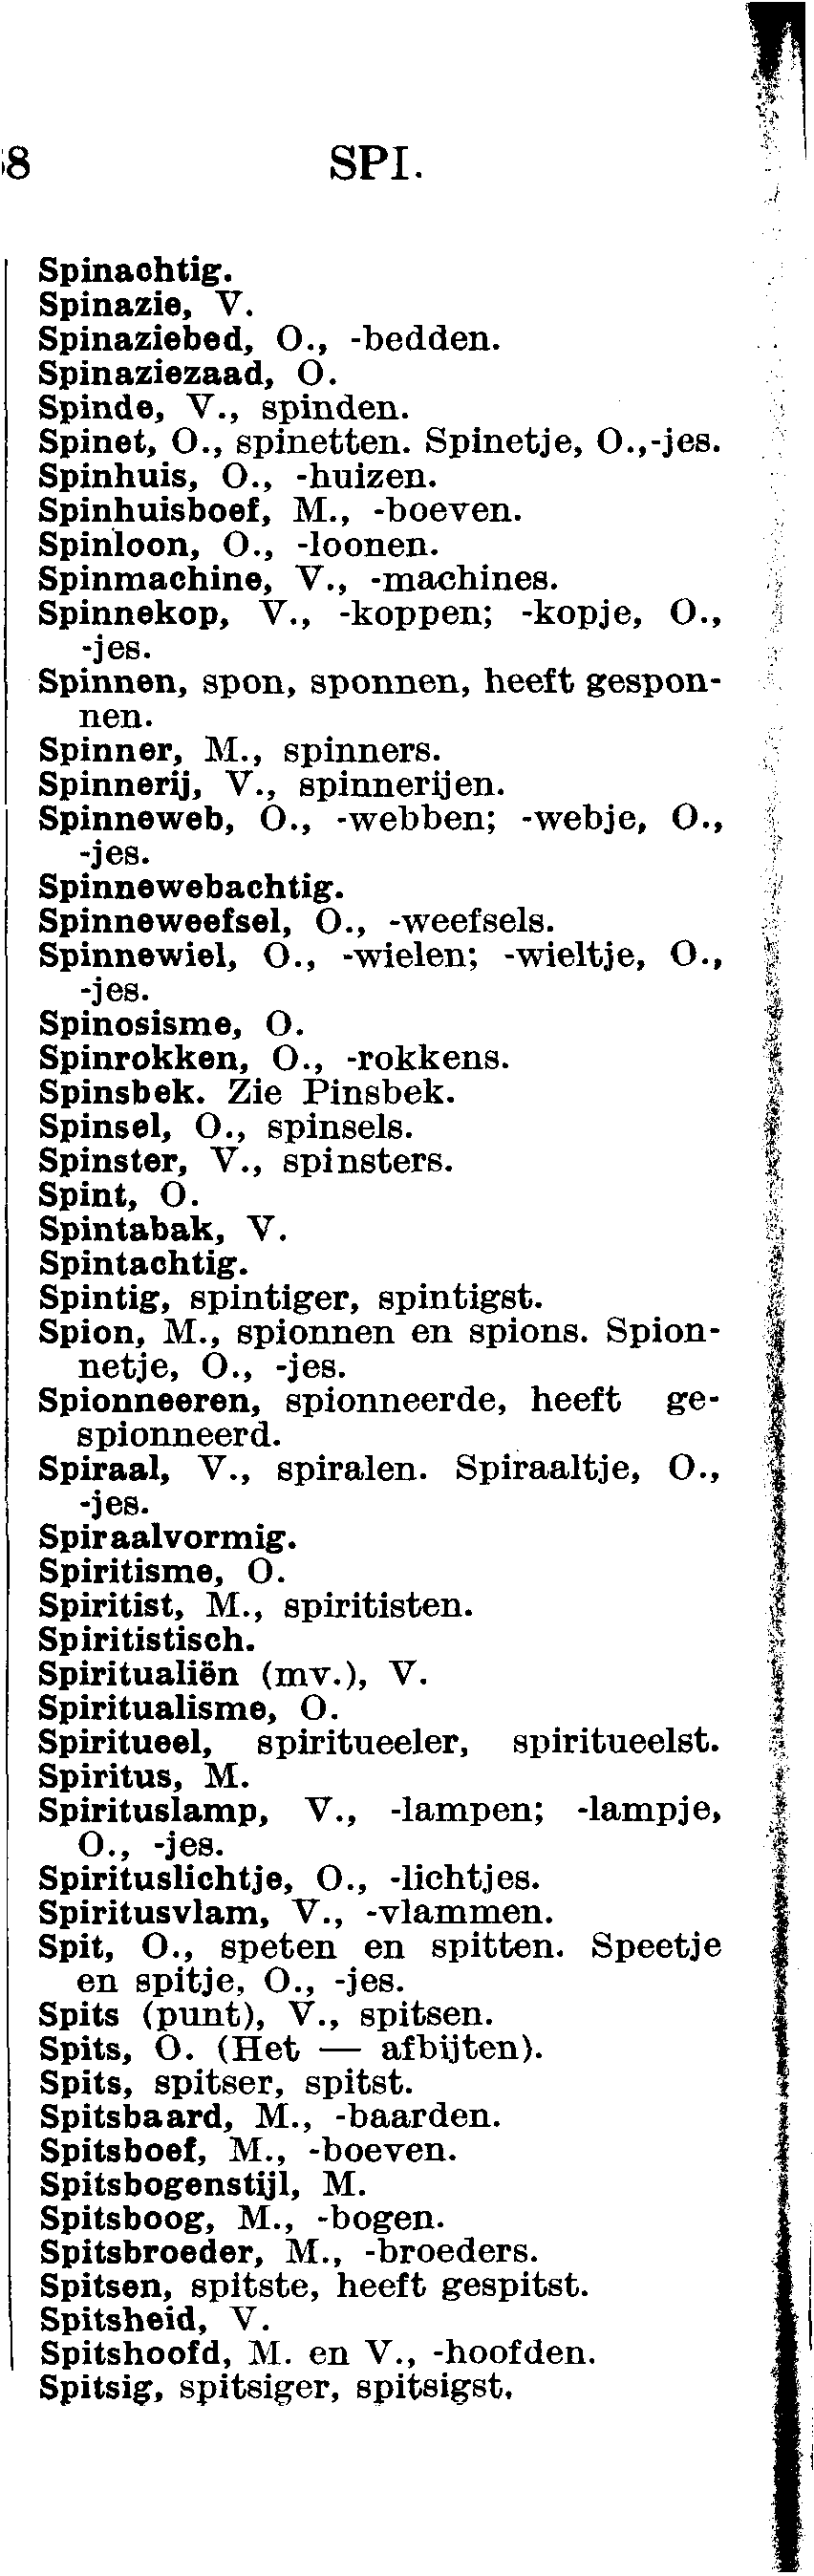 8 SPI.
Spinachtig.
Spinazie, V.
Spinaziebed, O., -bedden.
Spinaziezaad, O.
Spinde, V., spinden.
Spinet, O., spinetten. Spinetje, O.,-jes.
Spinhuis, O., -huizen.
Spinhuisboef, M., -boeven.
Spinloon, O., -loonen.
Spinmachine, V., -machines.
Spinnekop, V., -koppen; -kopje, O.,
-jes.
Spinnen, spon, sponnen, heeft gespon-
nen.
Spinner, M., spinners.
Spinnerij, V., spinnerijen.
Spinneweb, O., -webben; -webje, O.,
-jes.
Spinnewebachtig.
Spinneweefsel, O., -weefsels.
Spinnewiel, O., -wielen; -wieltje, O.,
-jes.
Spinosisme, O.
Spinrokken, O., -rokkens.
Spinsbek. Zie Pinsbek.
Spinsel, O., spinsels.
Spinster, V., spinsters.
Spint, O.
Spintabak, V.
Spintachtig.
Spintig, spintiger, spintigst.
Spion, M., spionnen en spions. Spion-
netje, O., -jes.
Spionneeren, spionneerde, heeft ge-
spionneerd.
Spiraal, V., spiralen. Spiraaltje, O.,
-jes.
Spiraalvormig.
Spiritisme, O.
Spiritist, M., spiritisten.
Spiritistisch.
Spiritualiën (mv.), V.
Spiritualisme, O.
Spiritueel, spiritueeler, spiritueelst.
Spiritus, M.
Spirituslamp, V., -lampen; -lampje,
O., -jes.
Spirituslichtje, O., -lichtjes.
Spiritusvlam, V., -vlammen.
Spit, O., speten en spitten. Speetje
en spitje, O., -jes.
Spits (punt), V., spitsen.
Spits, O. (Het — afbijten).
Spits, spitser, spitst.
Spitsbaard, M., -baarden.
Spitsboef, M., -boeven.
Spitsbogenstijl, M.
Spitsboog, M., -bogen.
Spitsbroeder, M., -broeders.
Spitsen, spitste, heeft gespitst.
Spitsheid, V.
Spitshoofd, M. en V., -hoofden.
Spitsig, spitsiger, spitsigst.